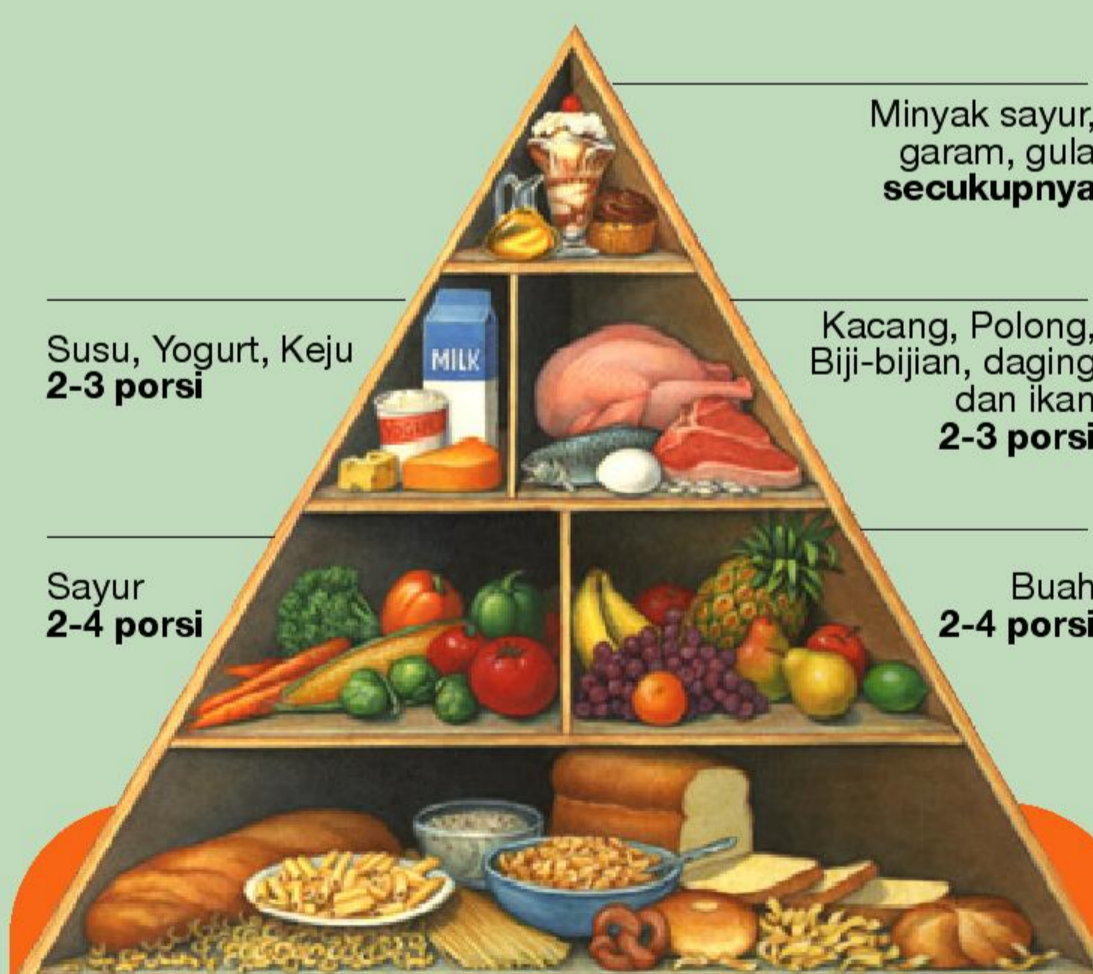 Minyak sayur,
garam, gula
secukupnya
Susu, Yogurt, Keju
2-3 porsi
MILK
YOGURT
Kacang, Polong,
Biji-bijian, daging
dan ikan
2-3 porsi
Sayur
2-4 porsi
Buah
2-4 porsi